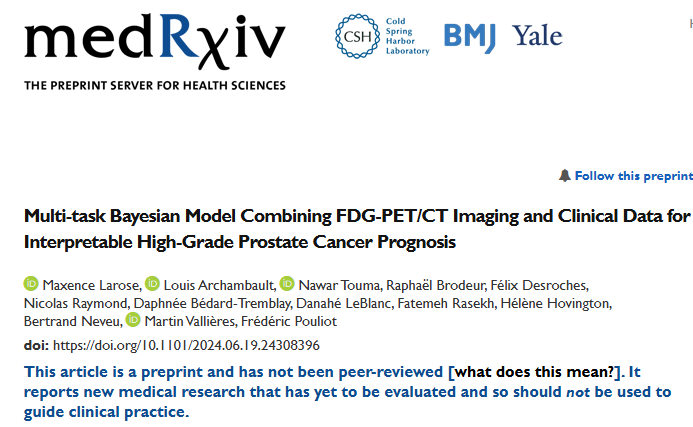 medRxiv
THE PREPRINT SERVER FOR HEALTH SCIENCES
CSH
Cold
Spring
Harbor
Laboratory
BMJ
Yale
Follow this preprint
Multi-task Bayesian Model Combining FDG-PET/CT Imaging and Clinical Data for
Interpretable High-Grade Prostate Cancer Prognosis
iD Maxence Larose, iD Louis Archambault, iD Nawar Touma, Raphaël Brodeur, Félix Desroches,
Nicolas Raymond, Daphnée Bédard-Tremblay, Danahé LeBlanc, Fatemeh Rasekh, Hélène Hovington,
Bertrand Neveu, iD Martin Vallières, Frédéric Pouliot
doi: https://doi.org/10.1101/2024.06.19.24308396
This article is a preprint and has not been peer-reviewed [what does this mean?]. It
reports new medical research that has yet to be evaluated and so should not be used to
guide clinical practice.